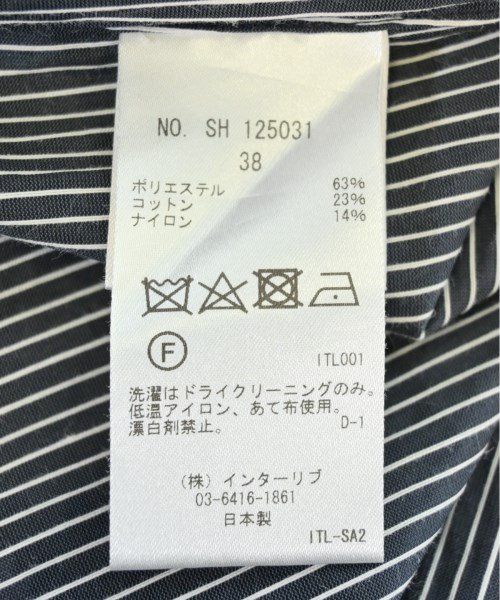 NO. SH 125031
38
ポリエステル 63%
コットン 23%
ナイロン 14%
F
ITL001
洗濯はドライクリーニングのみ。
低温アイロン、あて布使用。
漂白剤禁止。 D-1
(株) インターリブ
03-6416-1861
日本製
ITL-SA2